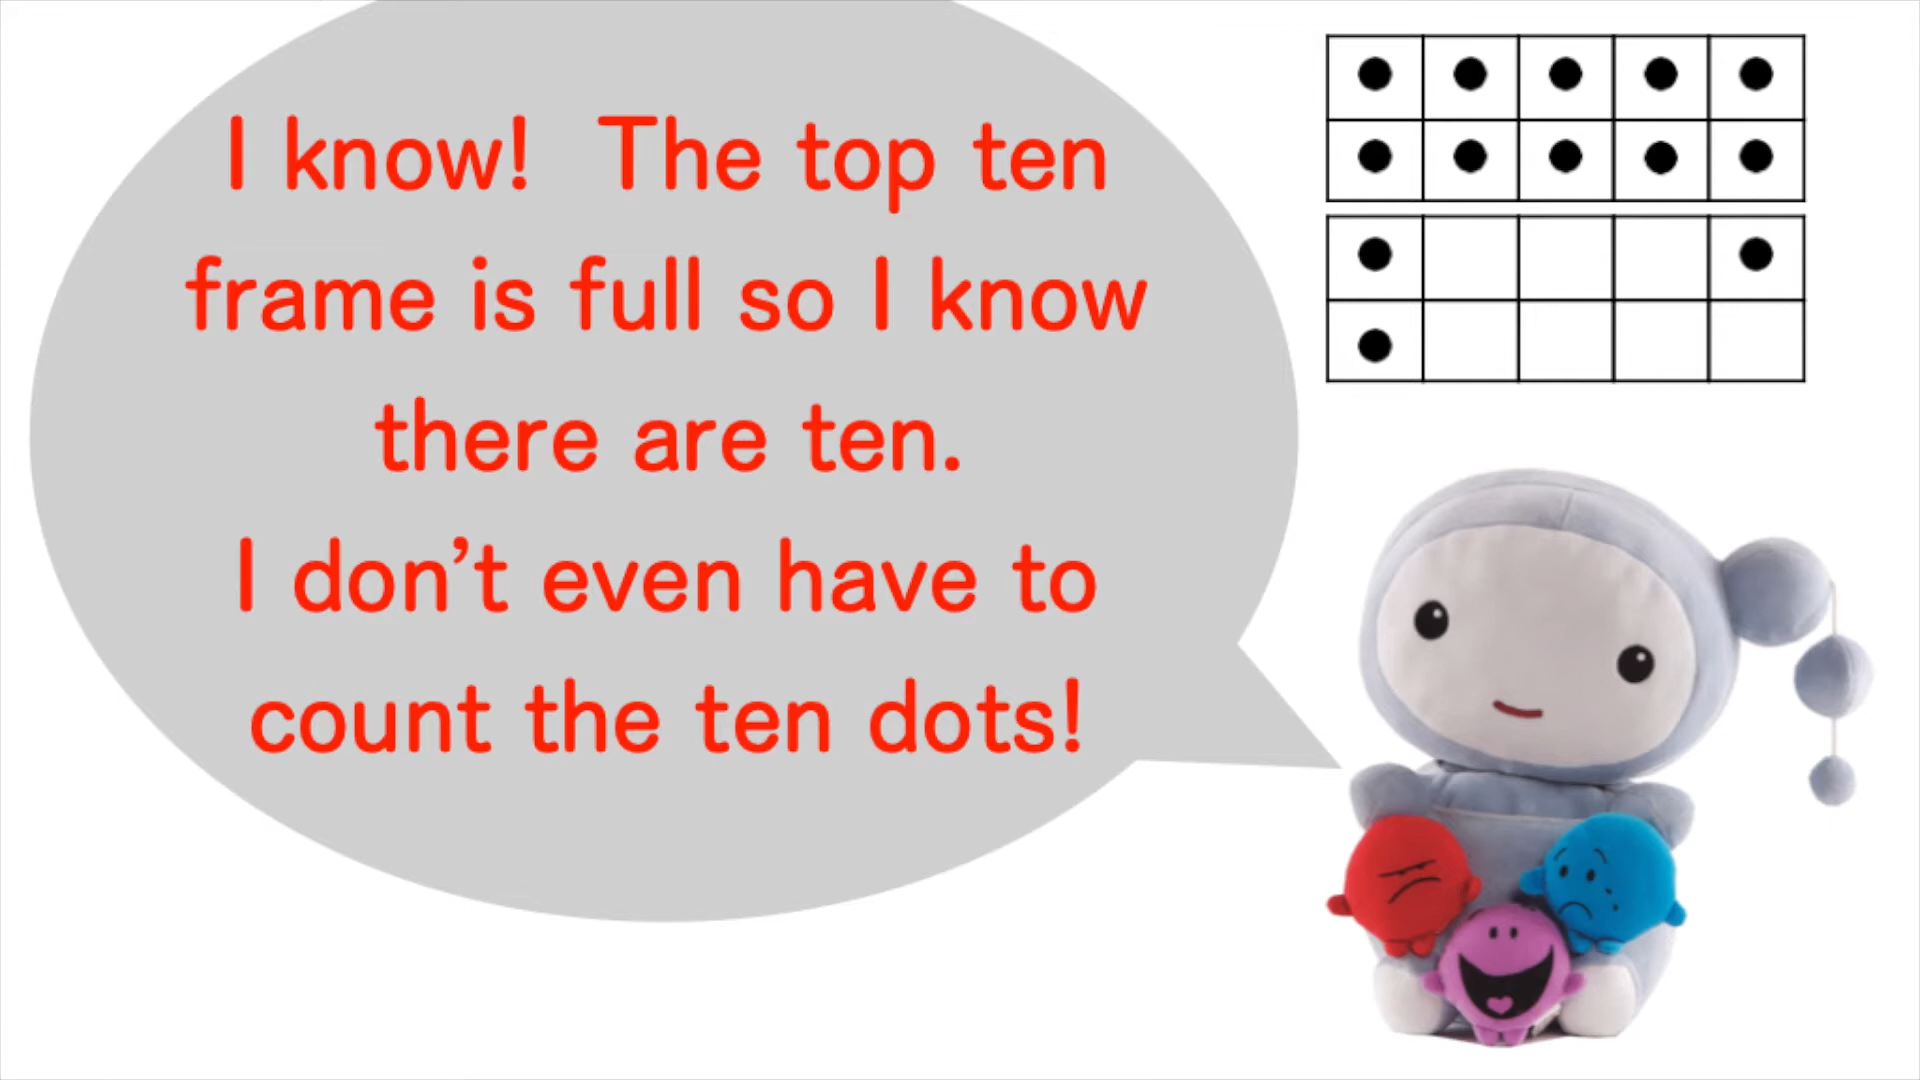 I know!  The top ten
frame is full so I know
there are ten.
I don’t even have to
count the ten dots!